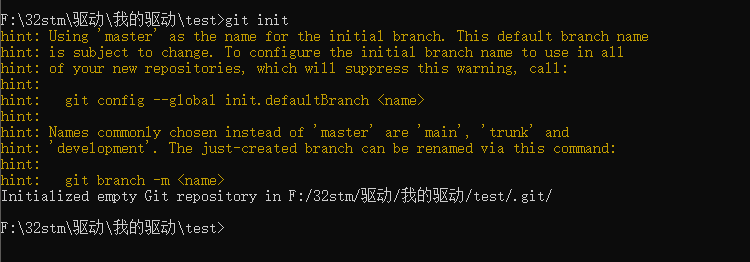 F:\32stm\驱动\我的驱动\test>git init
hint: Using 'master' as the name for the initial branch. This default branch name
hint: is subject to change. To configure the initial branch name to use in all
hint: of your new repositories, which will suppress this warning, call:
hint:
hint:   git config --global init.defaultBranch <name>
hint:
hint: Names commonly chosen instead of 'master' are 'main', 'trunk' and
hint: 'development'. The just-created branch can be renamed via this command:
hint:
hint:   git branch -m <name>
Initialized empty Git repository in F:/32stm/驱动/我的驱动/test/.git/
F:\32stm\驱动\我的驱动\test>